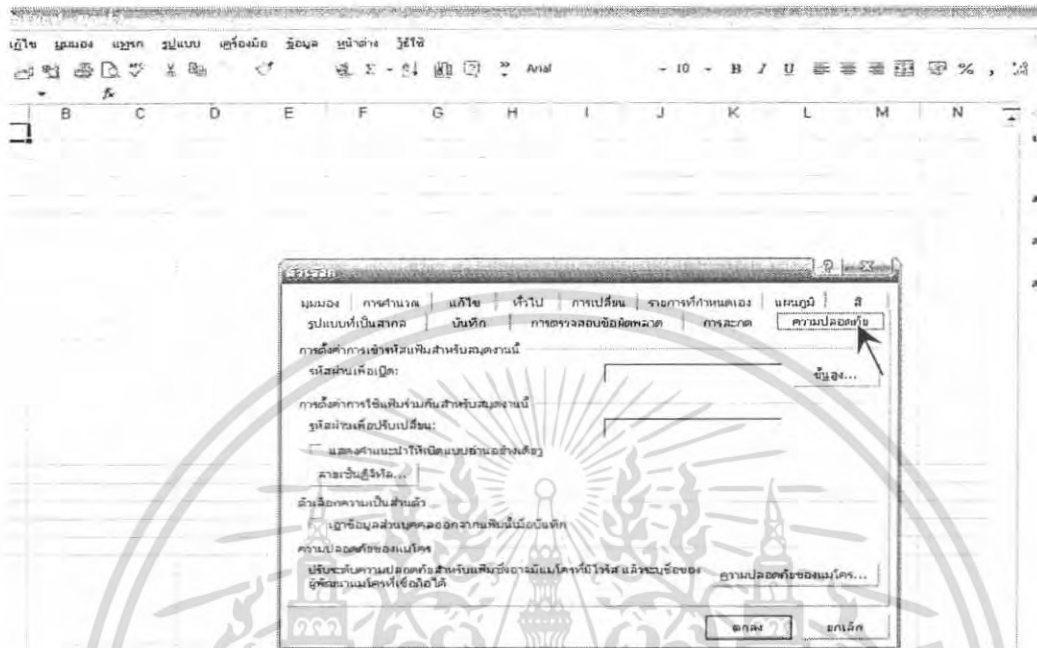 แก้ไข มุมมอง แทรก รูปแบบ เครื่องมือ ข้อมูล หน้าต่าง วิธีใช้
Arial 10 B I U % ,
fx
B C D E F G H I J K L M N
ตัวเลือก
มุมมอง การคำนวณ แก้ไข ทั่วไป การเปลี่ยน รายการที่กำหนดเอง แผนภูมิ สี
รูปแบบที่เป็นสากล บันทึก การตรวจสอบข้อผิดพลาด การสะกด ความปลอดภัย
การตั้งค่าการเข้ารหัสแฟ้มสำหรับสมุดงานนี้
รหัสผ่านเพื่อเปิด: ขั้นสูง...
การตั้งค่าการใช้แฟ้มร่วมกันสำหรับสมุดงานนี้
รหัสผ่านเพื่อปรับเปลี่ยน:
แสดงคำแนะนำให้เปิดแบบอ่านอย่างเดียว
ลายเซ็นดิจิทัล...
ตัวเลือกความเป็นส่วนตัว
เอาข้อมูลส่วนบุคคลออกจากแฟ้มนี้เมื่อบันทึก
ความปลอดภัยของแมโคร
ปรับระดับความปลอดภัยสำหรับแฟ้มซึ่งอาจมีแมโครที่มีไวรัส แล้วระบุชื่อของ
ผู้พัฒนาแมโครที่เชื่อถือได้ ความปลอดภัยของแมโคร...
ตกลง ยกเลิก